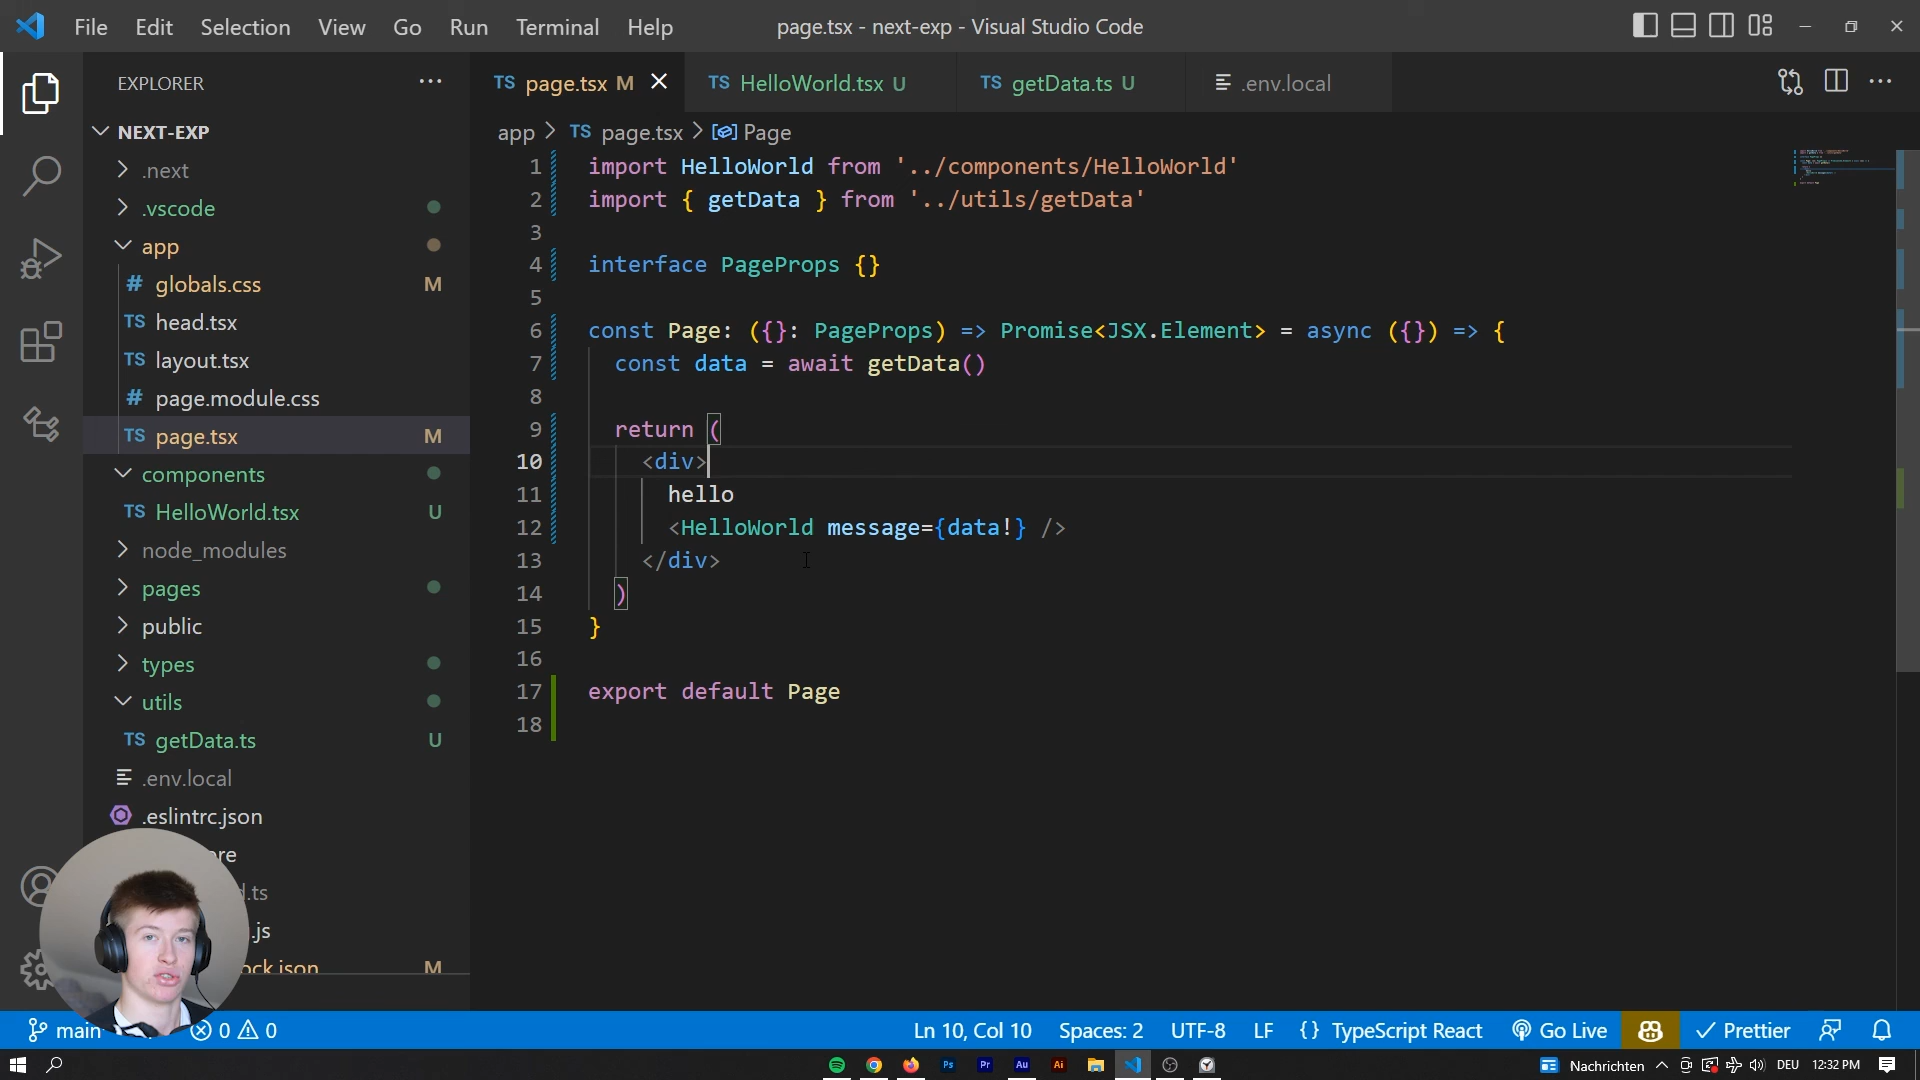 File Edit Selection View Go Run Terminal Help
page.tsx - next-exp - Visual Studio Code
EXPLORER
NEXT-EXP
.next
.vscode
app
# globals.css M
TS head.tsx
TS layout.tsx
# page.module.css
TS page.tsx M
components
TS HelloWorld.tsx U
node_modules
pages
public
types
utils
TS getData.ts U
.env.local
.eslintrc.json
re
d.ts
.js
ock.json M
TS page.tsx M
TS HelloWorld.tsx U
TS getData.ts U
.env.local
app > TS page.tsx > Page
1 import HelloWorld from '../components/HelloWorld'
2 import { getData } from '../utils/getData'
3
4 interface PageProps {}
5
6 const Page: ({}: PageProps) => Promise<JSX.Element> = async ({}) => {
7 const data = await getData()
8
9 return (
10 <div>
11 hello
12 <HelloWorld message={data!} />
13 </div>
14 )
15 }
16
17 export default Page
18
main 0 0
Ln 10, Col 10 Spaces: 2 UTF-8 LF {} TypeScript React Go Live Prettier
Ps Pr Au Ai
Nachrichten DEU 12:32 PM